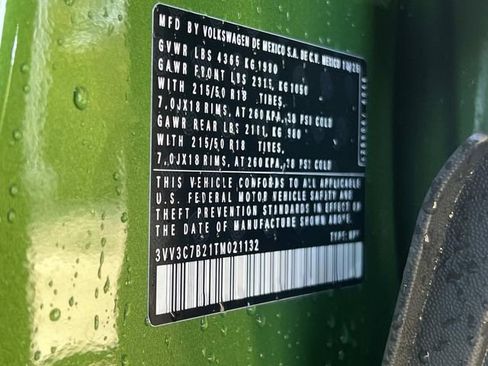 MFD BY VOLKSWAGEN DE MEXICO S.A. DE C.V. MEXICO
GVWR LBS 4365 KG 1980
GAWR FRONT LBS 2315, KG 1050
WITH 215/50 R18 TIRES,
7.0JX18 RIMS, AT 260 KPA, 38 PSI COLD
GAWR REAR LBS 2111, KG
WITH 215/50 R18 TIRES,
7.0JX18 RIMS, AT 260 KPA, 38 PSI COLD
THIS VEHICLE CONFORMS TO ALL APPLICABLE
U.S. FEDERAL MOTOR VEHICLE SAFETY AND
THEFT PREVENTION STANDARDS IN EFFECT
ON THE DATE OF MANUFACTURE SHOWN ABOVE
3VV3C7B21TM021132 TYPE: MPV